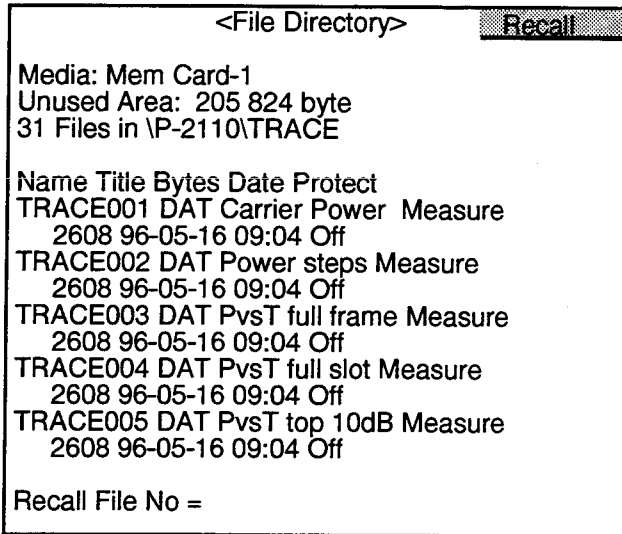 <File Directory>
Recall
Media: Mem Card-1
Unused Area: 205 824 byte
31 Files in \P-2110\TRACE
Name Title Bytes Date Protect
TRACE001 DAT Carrier Power Measure
2608 96-05-16 09:04 Off
TRACE002 DAT Power steps Measure
2608 96-05-16 09:04 Off
TRACE003 DAT PvsT full frame Measure
2608 96-05-16 09:04 Off
TRACE004 DAT PvsT full slot Measure
2608 96-05-16 09:04 Off
TRACE005 DAT PvsT top 10dB Measure
2608 96-05-16 09:04 Off
Recall File No =